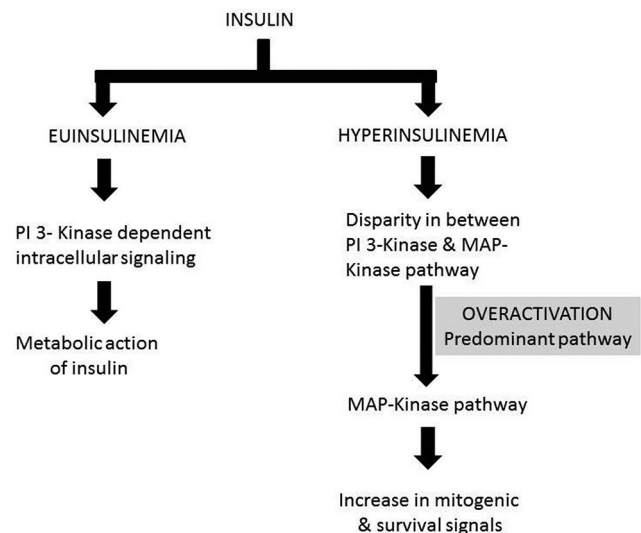 INSULIN
EUINSULINEMIA
PI 3- Kinase dependent
intracellular signaling
Metabolic action
of insulin
HYPERINSULINEMIA
Disparity in between
PI 3-Kinase & MAP-
Kinase pathway
OVERACTIVATION
Predominant pathway
MAP-Kinase pathway
Increase in mitogenic
& survival signals